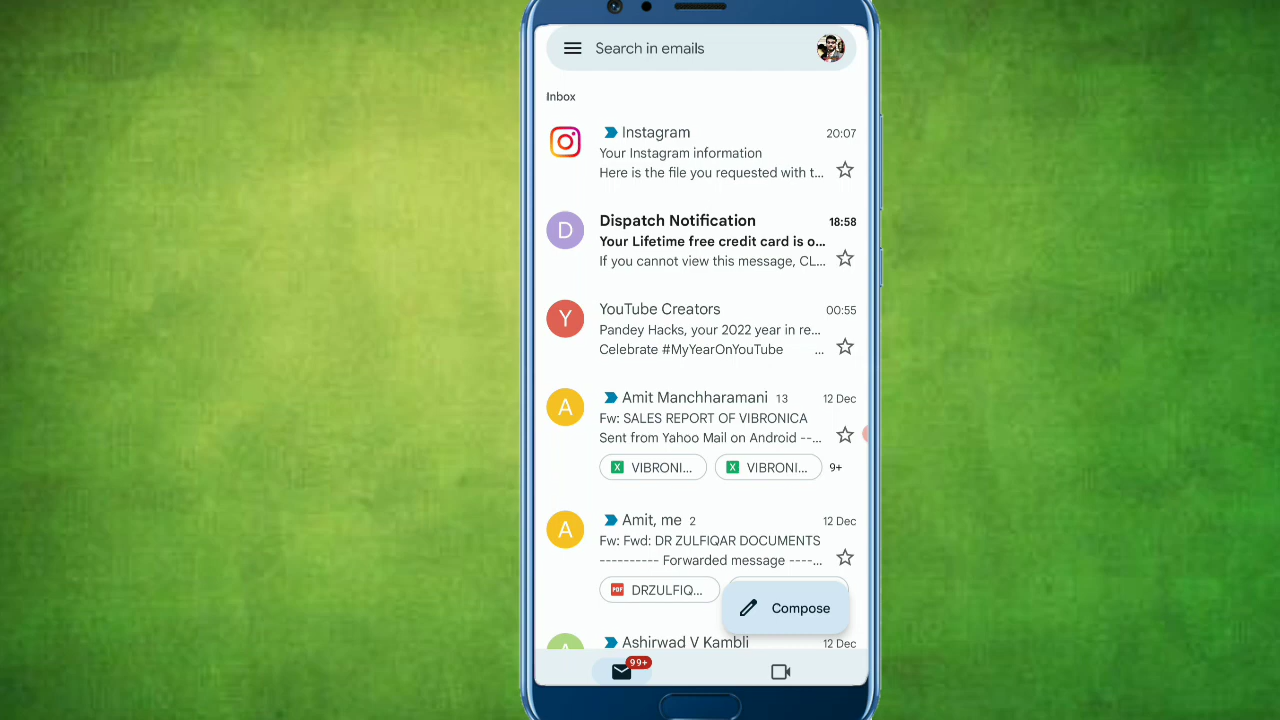 Search in emails
Inbox
Instagram 20:07
Your Instagram information
Here is the file you requested with t...
D Dispatch Notification 18:58
Your Lifetime free credit card is o...
If you cannot view this message, CL...
Y YouTube Creators 00:55
Pandey Hacks, your 2022 year in re...
Celebrate #MyYearOnYouTube ...
A Amit Manchharamani 13 12 Dec
Fw: SALES REPORT OF VIBRONICA
Sent from Yahoo Mail on Android --...
X VIBRONI... X VIBRONI... 9+
A Amit, me 2 12 Dec
Fw: Fwd: DR ZULFIQAR DOCUMENTS
---------- Forwarded message ----...
PDF DRZULFIQ...
Compose
A Ashirwad V Kambli 12 Dec
99+